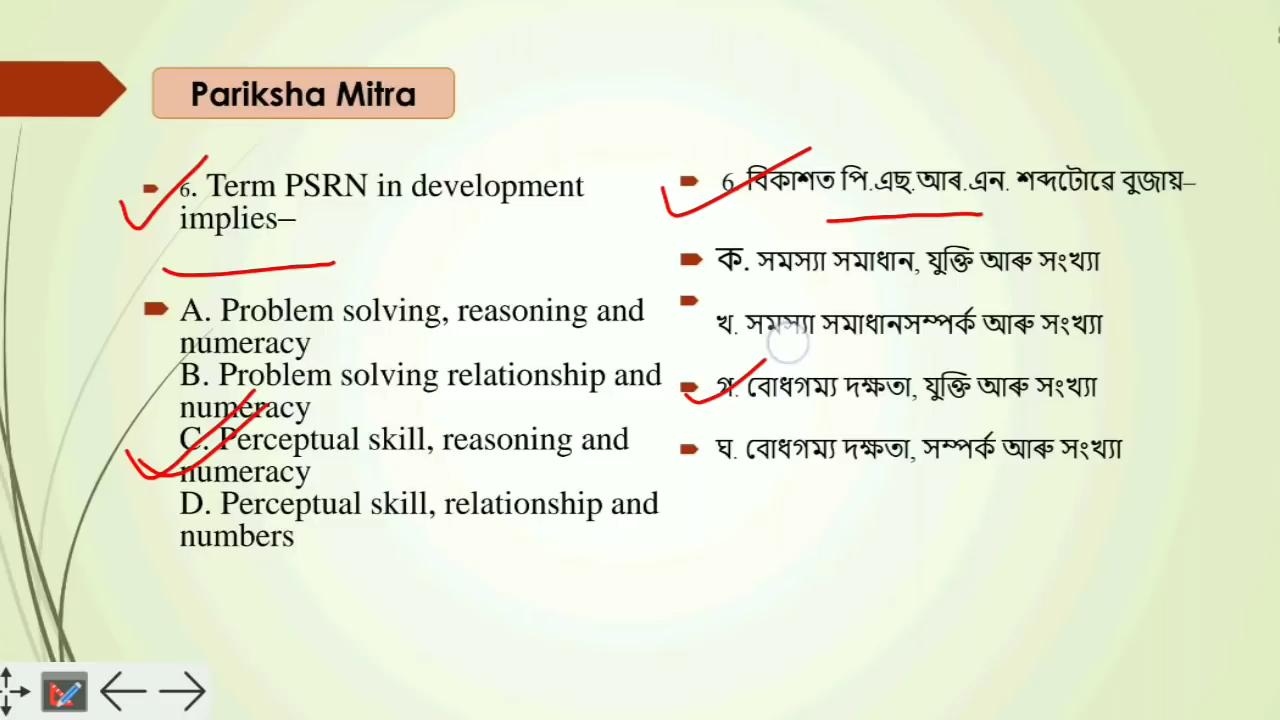 Pariksha Mitra
6. Term PSRN in development
implies–
A. Problem solving, reasoning and
numeracy
B. Problem solving relationship and
numeracy
C. Perceptual skill, reasoning and
numeracy
D. Perceptual skill, relationship and
numbers
6. বিকাশত পি.এছ.আৰ.এন. শব্দটোৱে বুজায়–
ক. সমস্যা সমাধান, যুক্তি আৰু সংখ্যা
খ. সমস্যা সমাধানসম্পৰ্ক আৰু সংখ্যা
গ. বোধগম্য দক্ষতা, যুক্তি আৰু সংখ্যা
ঘ. বোধগম্য দক্ষতা, সম্পৰ্ক আৰু সংখ্যা